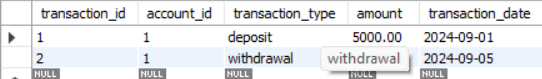 transaction_id account_id transaction_type amount transaction_date
1 1 deposit 5000.00 2024-09-01
2 1 withdrawal withdrawal 2024-09-05
NULL NULL NULL NULL NULL